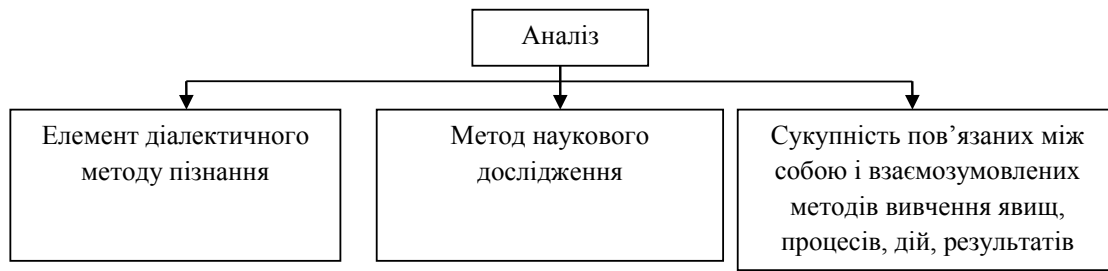 Аналіз
Елемент діалектичного
методу пізнання
Метод наукового
дослідження
Сукупність пов’язаних між
собою і взаємозумовлених
методів вивчення явищ,
процесів, дій, результатів